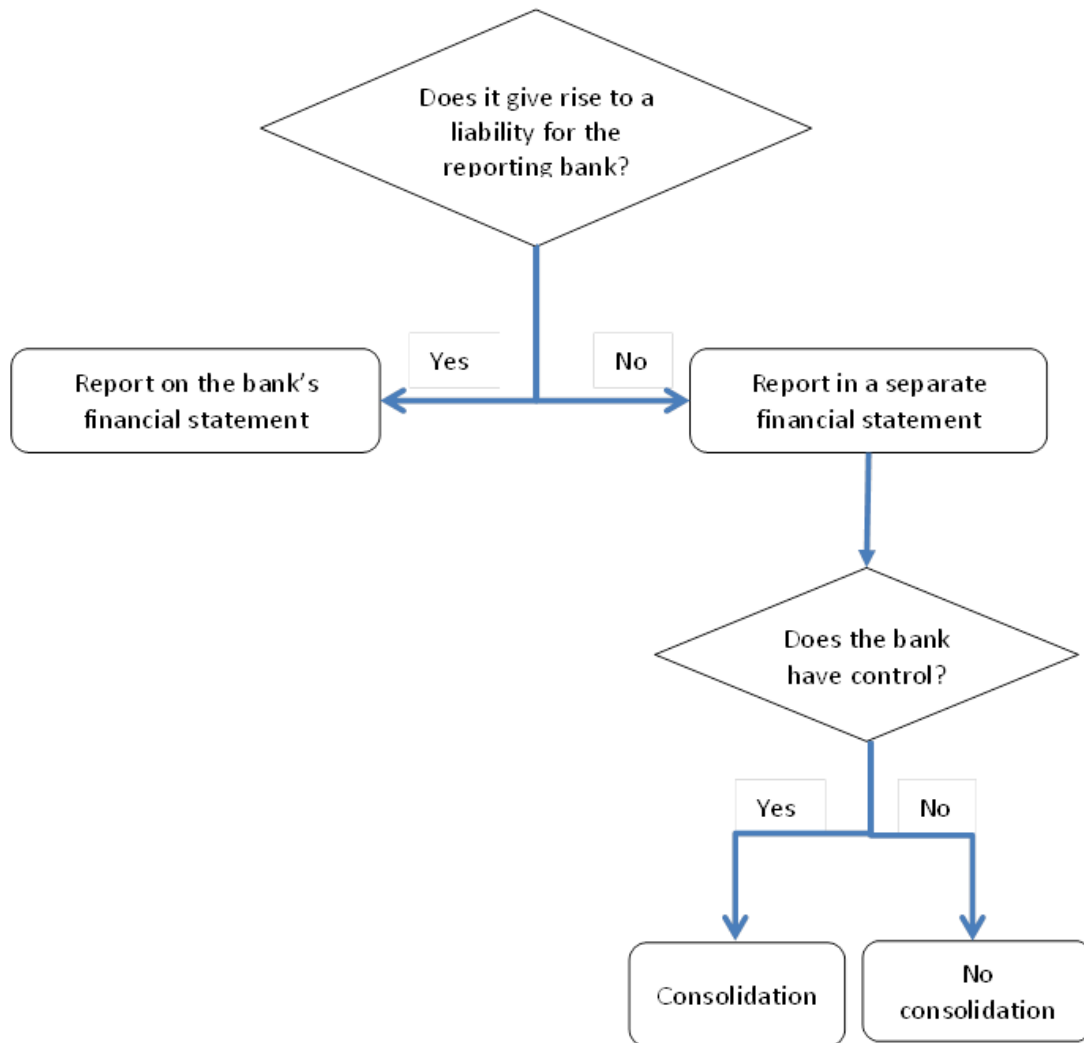 Does it give rise to a
liability for the
reporting bank?
Yes
No
Report on the bank's
financial statement
Report in a separate
financial statement
Does the bank
have control?
Yes
No
Consolidation
No
consolidation